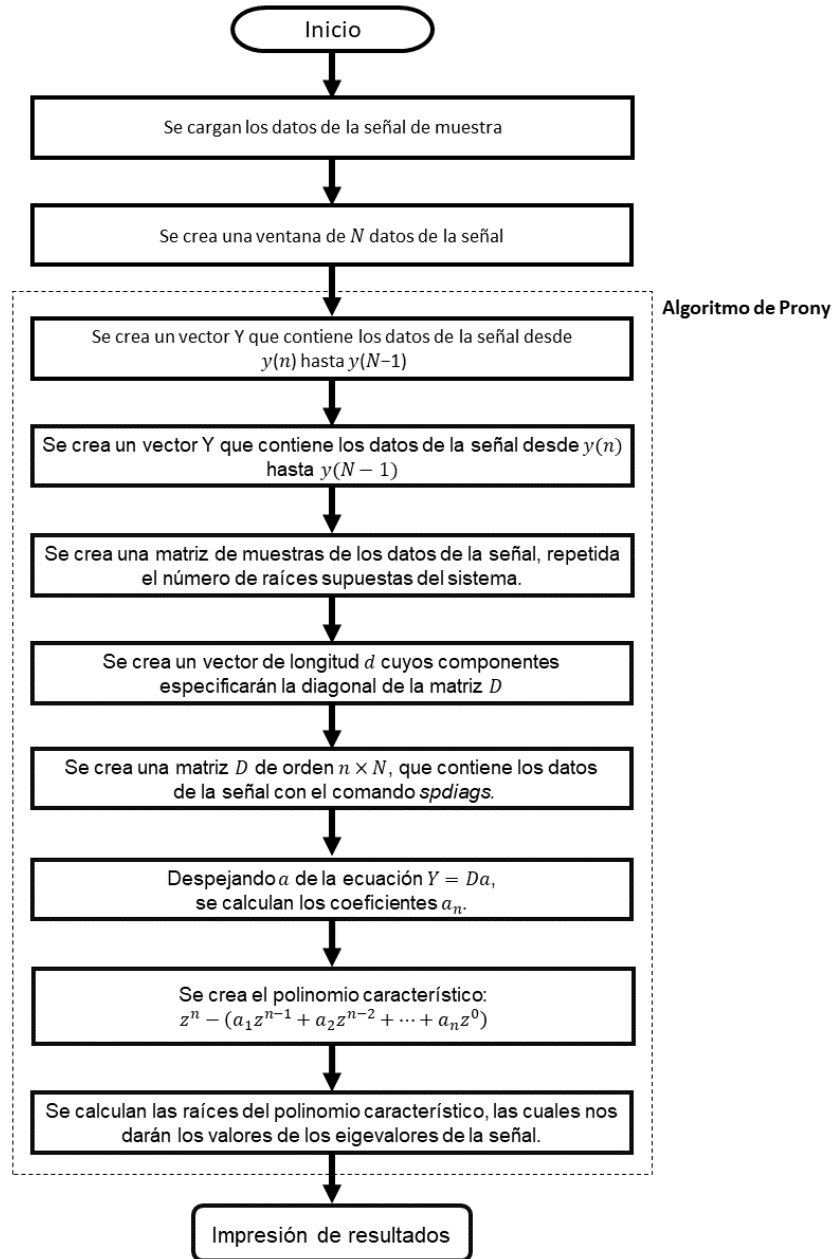 Inicio
Se cargan los datos de la señal de muestra
Se crea una ventana de N datos de la señal
Algoritmo de Prony
Se crea un vector Y que contiene los datos de la señal desde
y(n) hasta y(N−1)
Se crea un vector Y que contiene los datos de la señal desde y(n)
hasta y(N − 1)
Se crea una matriz de muestras de los datos de la señal, repetida
el número de raíces supuestas del sistema.
Se crea un vector de longitud d cuyos componentes
especificarán la diagonal de la matriz D
Se crea una matriz D de orden n × N, que contiene los datos
de la señal con el comando spdiags.
Despejando a de la ecuación Y = Da,
se calculan los coeficientes aₙ.
Se crea el polinomio característico:
zⁿ − (a₁zⁿ⁻¹ + a₂zⁿ⁻² + ⋯ + aₙz⁰)
Se calculan las raíces del polinomio característico, las cuales nos
darán los valores de los eigevalores de la señal.
Impresión de resultados